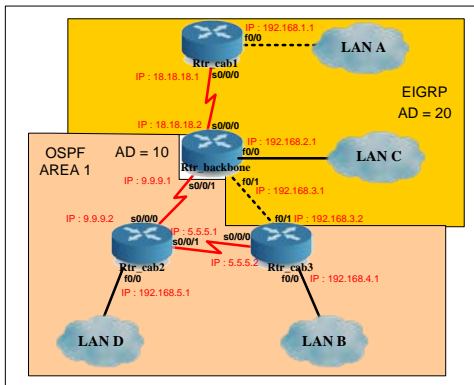 IP : 192.168.1.1
f0/0
LAN A
Rtr_cab1
s0/0/0
IP : 18.18.18.1
EIGRP
AD = 20
IP : 18.18.18.2
s0/0/0
IP : 192.168.2.1
f0/0
OSPF
AREA 1
AD = 10
Rtr_backbone
LAN C
s0/0/1
f0/1
IP : 9.9.9.1
IP : 192.168.3.1
IP : 9.9.9.2
s0/0/0
f0/1
IP : 192.168.3.2
IP : 5.5.5.1
s0/0/1
s0/0/0
Rtr_cab2
IP : 5.5.5.2
Rtr_cab3
f0/0
f0/0
IP : 192.168.5.1
IP : 192.168.4.1
LAN D
LAN B